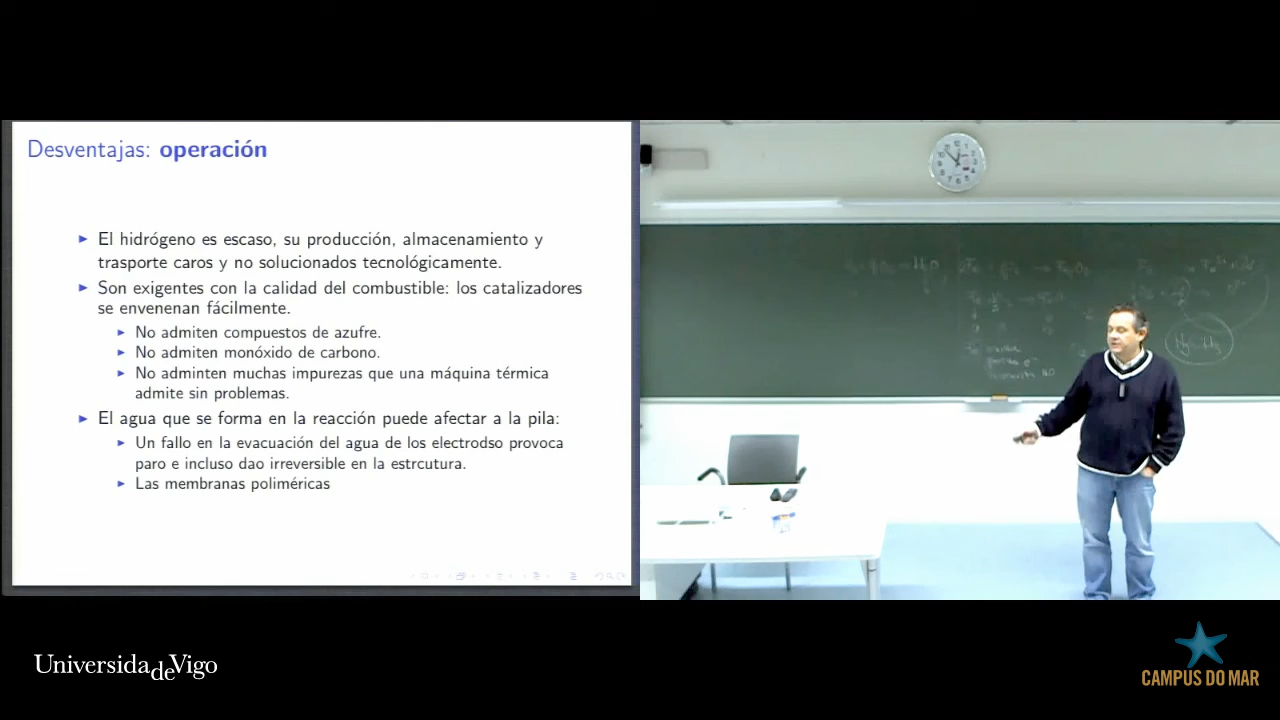 Desventajas: operación
El hidrógeno es escaso, su producción, almacenamiento y
trasporte caros y no solucionados tecnológicamente.
Son exigentes con la calidad del combustible: los catalizadores
se envenenan fácilmente.
No admiten compuestos de azufre.
No admiten monóxido de carbono.
No adminten muchas impurezas que una máquina térmica
admite sin problemas.
El agua que se forma en la reacción puede afectar a la pila:
Un fallo en la evacuación del agua de los electrodso provoca
paro e incluso dao irreversible en la estrcutura.
Las membranas poliméricas
UniversidadeVigo
CAMPUS DO MAR